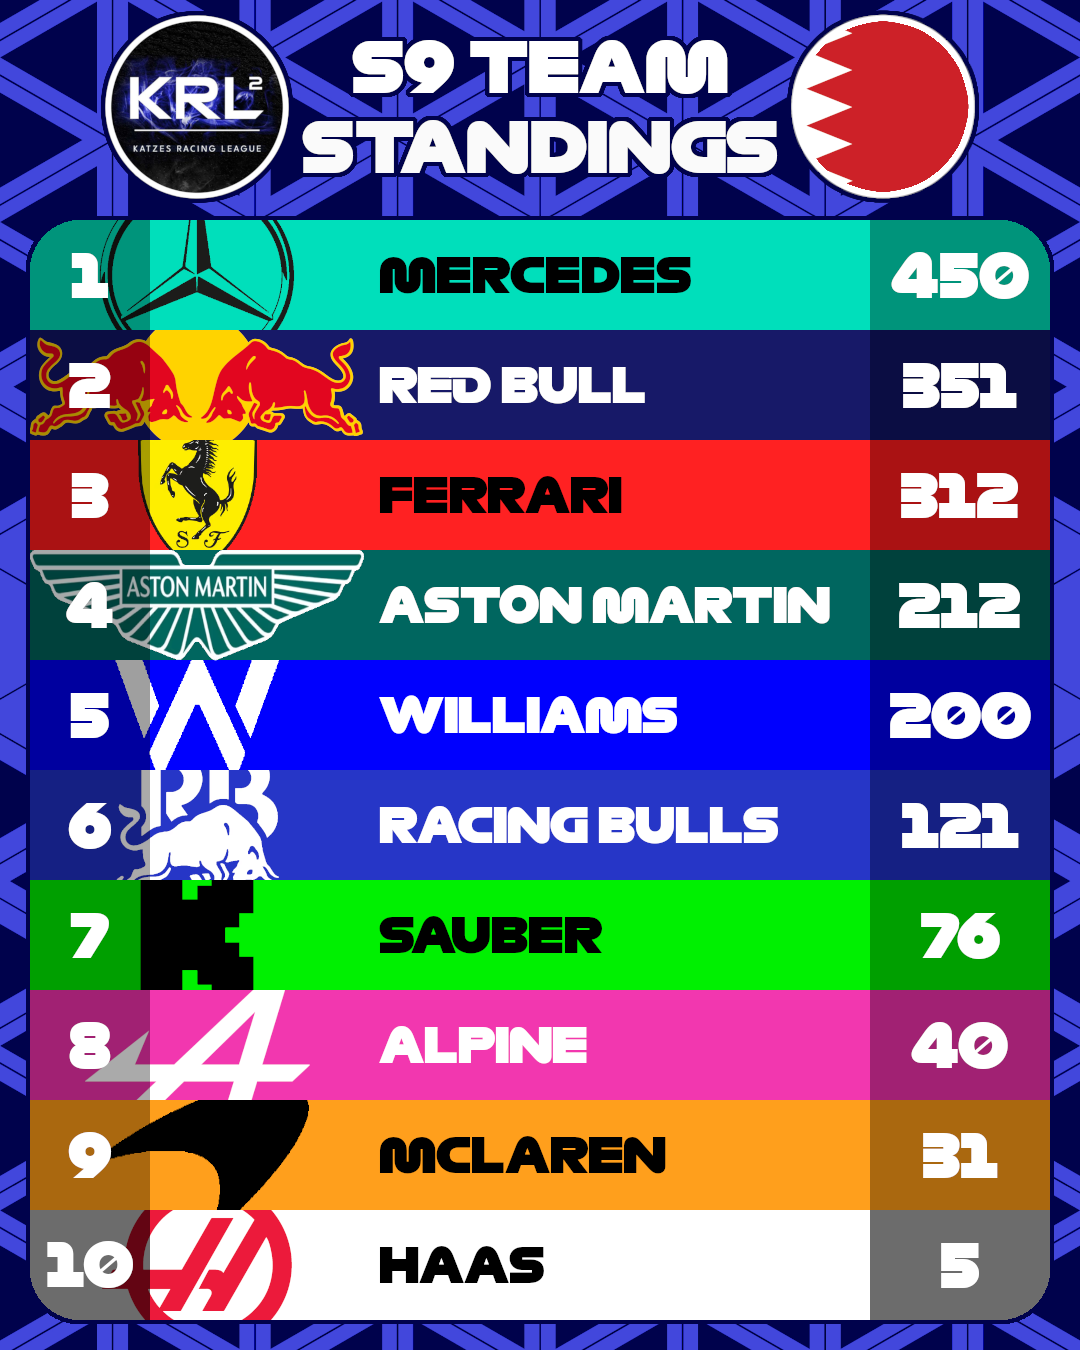 KRL²
KATZES RACING LEAGUE
S9 TEAM
STANDINGS
1 MERCEDES 450
2 RED BULL 351
3 S F FERRARI 312
4 ASTON MARTIN ASTON MARTIN 212
5 W WILLIAMS 200
6 RB RACING BULLS 121
7 K SAUBER 76
8 A ALPINE 40
9 MCLAREN 31
10 H HAAS 5